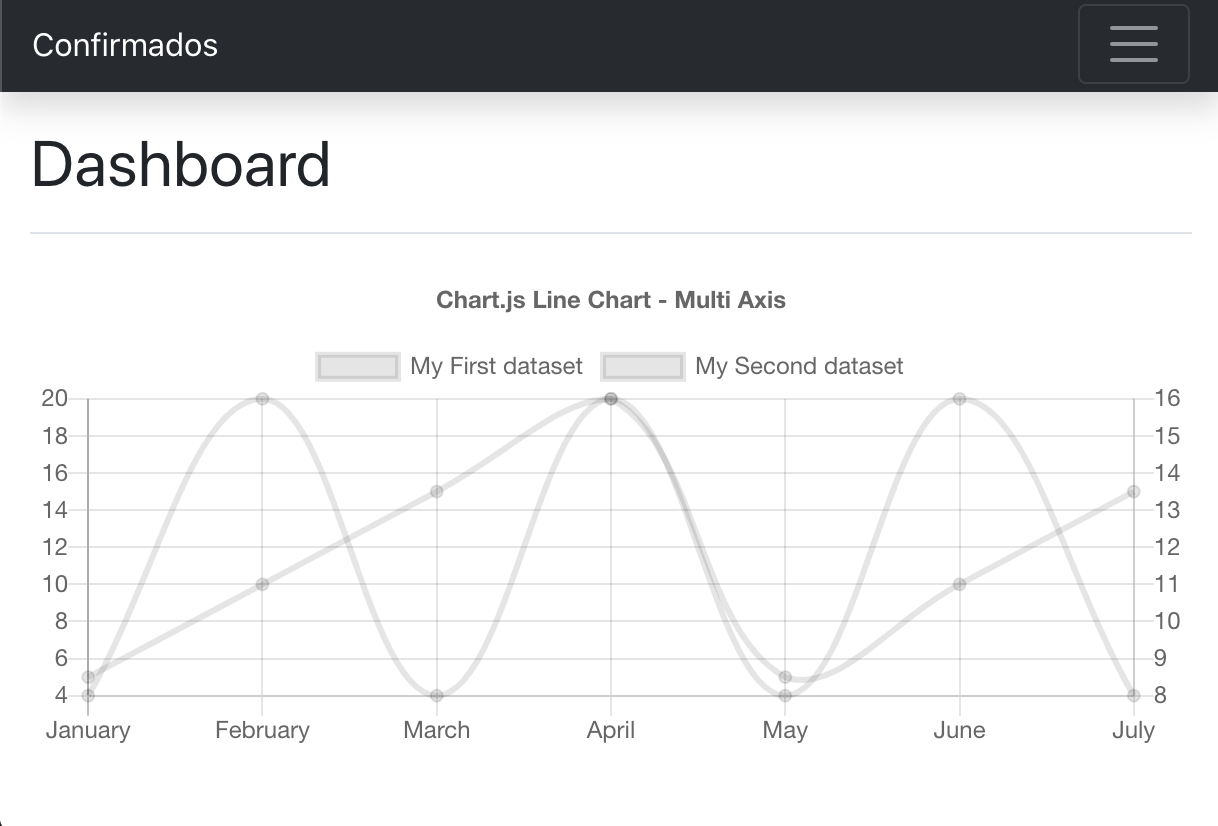 Confirmados
Dashboard
Chart.js Line Chart - Multi Axis
My First dataset My Second dataset
20 16
18 15
16 14
14 13
12 12
10 11
8 10
6 9
4 8
January February March April May June July